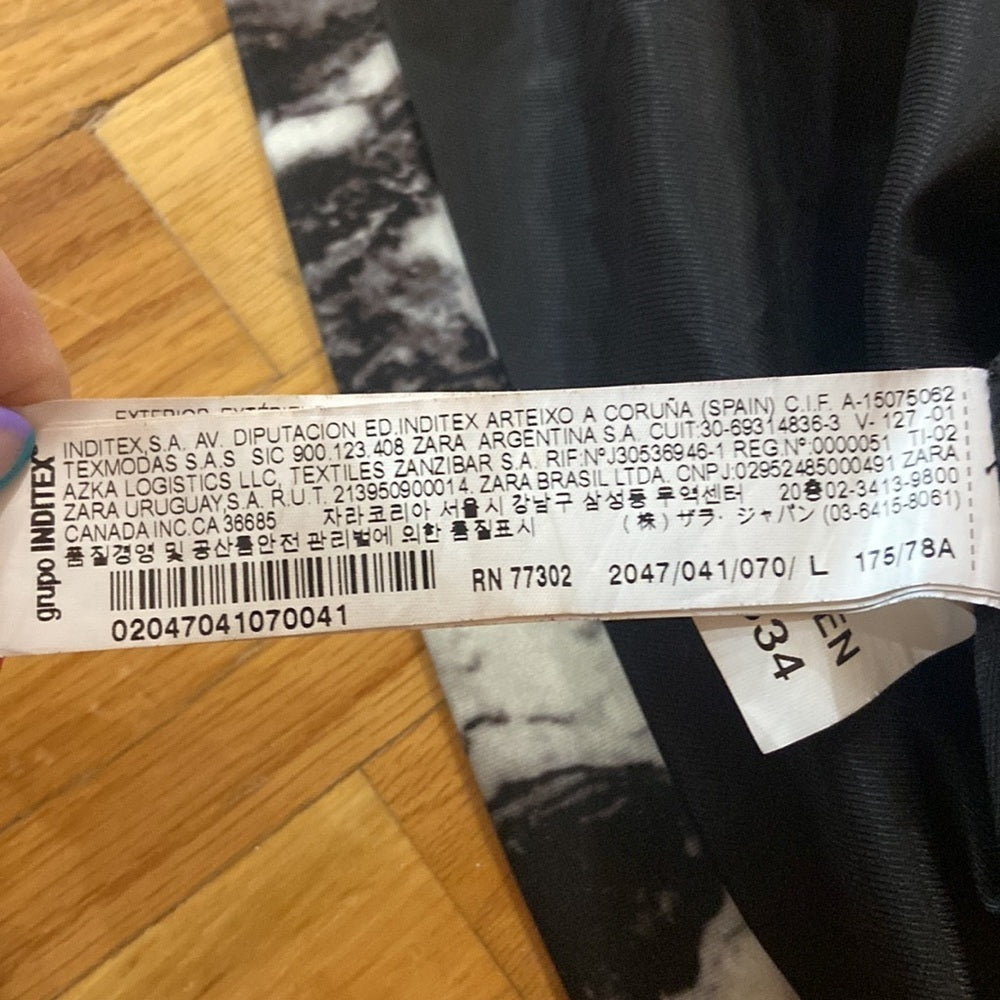 grupo INDITEX
INDITEX,S.A. AV. DIPUTACION ED.INDITEX ARTEIXO A CORUÑA (SPAIN) C.I.F. A-15075062
TEXMODAS S.A.S SIC 900.123.408 ZARA ARGENTINA S.A. CUIT:30-69314836-3 V- 127 -01
AZKA LOGISTICS LLC, TEXTILES ZANZIBAR S.A. RIF:NºJ30536946-1 REG.Nº:0000051 TI-02
ZARA URUGUAY,S.A. R.U.T. 213950900014. ZARA BRASIL LTDA. CNPJ:02952485000491 ZARA
CANADA INC.CA 36685 자라코리아 서울시 강남구 삼성동 무역센터 20층02-3413-9800
품질경영 및 공산품안전 관리법에 의한 품질표시 (株) ザラ・ジャパン (03-6415-8061)
RN 77302 2047/041/070/ L 175/78A
02047041070041
EN
34